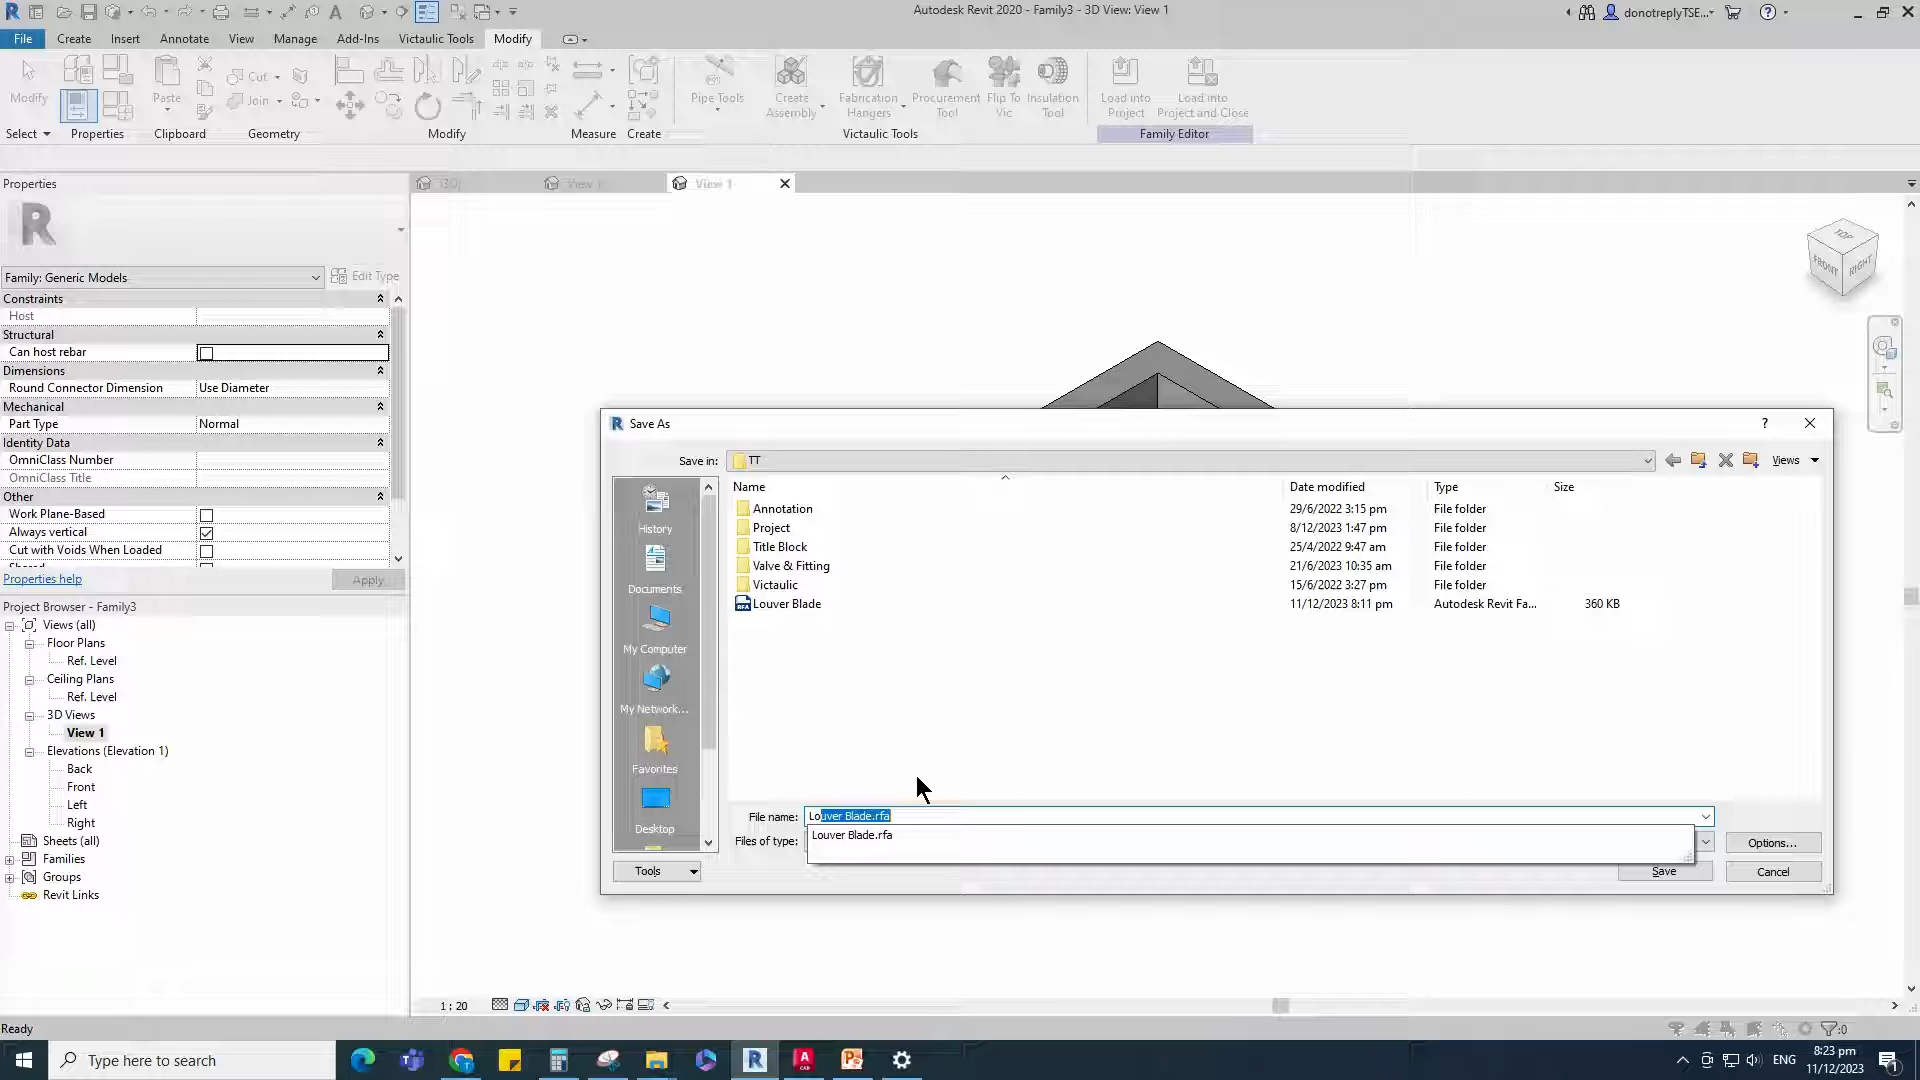 Autodesk Revit 2020 - Family3 - 3D View: View 1
donotreplyTSE...
File Create Insert Annotate View Manage Add-Ins Victaulic Tools Modify
Modify
Paste
Cut
Join
Pipe Tools
Create Assembly
Fabrication Hangers
Procurement Tool
Flip To Vic
Insulation Tool
Load into Project
Load into Project and Close
Select Properties Clipboard Geometry Modify Measure Create Victaulic Tools Family Editor
Properties
{3D} View 1 View 1
Family: Generic Models
Edit Type
Constraints
Host
Structural
Can host rebar
Dimensions
Round Connector Dimension Use Diameter
Mechanical
Part Type Normal
Identity Data
OmniClass Number
OmniClass Title
Other
Work Plane-Based
Always vertical
Cut with Voids When Loaded
Shared
Properties help
Apply
Project Browser - Family3
Views (all)
Floor Plans
Ref. Level
Ceiling Plans
Ref. Level
3D Views
View 1
Elevations (Elevation 1)
Back
Front
Left
Right
Sheets (all)
Families
Groups
Revit Links
TOP
FRONT
RIGHT
Save As
Save in: TT
Views
Name Date modified Type Size
Annotation 29/6/2022 3:15 pm File folder
Project 8/12/2023 1:47 pm File folder
Title Block 25/4/2022 9:47 am File folder
Valve & Fitting 21/6/2023 10:35 am File folder
Victaulic 15/6/2022 3:27 pm File folder
Louver Blade 11/12/2023 8:11 pm Autodesk Revit Fa... 360 KB
History
Documents
My Computer
My Network...
Favorites
Desktop
File name: Louver Blade.rfa
Louver Blade.rfa
Files of type:
Options...
Tools
Save
Cancel
1 : 20
Ready
:0
Type here to search
ENG
8:23 pm
11/12/2023
1